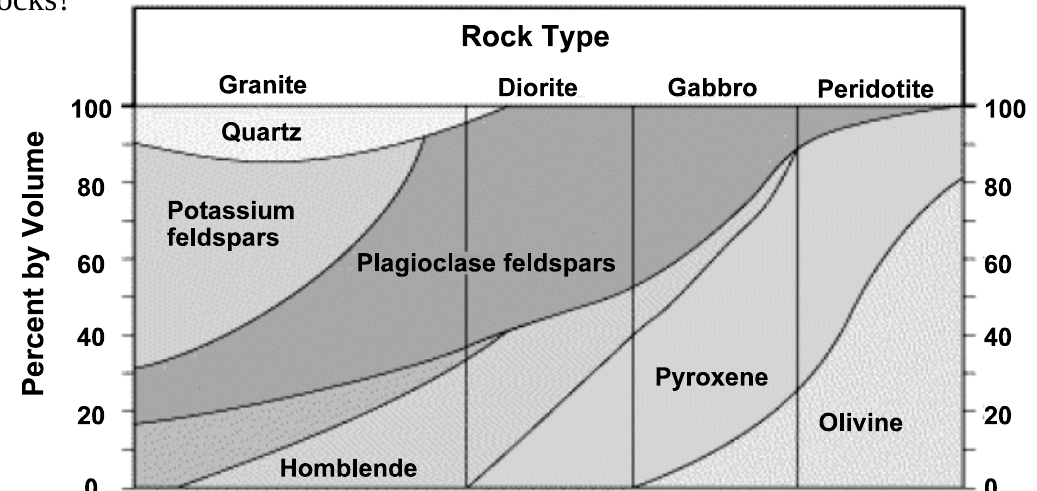 ocks!
Rock Type
Granite Diorite Gabbro Peridotite
Percent by Volume
100 100
Quartz
80 80
Potassium
feldspars
60 Plagioclase feldspars 60
40 40
Pyroxene
20 Olivine 20
Homblende
0 0